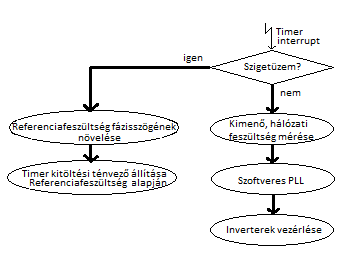 Timer
interrupt
igen
Szigetüzem?
nem
Referenciafeszültség fázisszögének
növelése
Kimenő, hálózati
feszültség mérése
Timer kitöltési tényező állítása
Referenciafeszültség alapján
Szoftveres PLL
Inverterek vezérlése